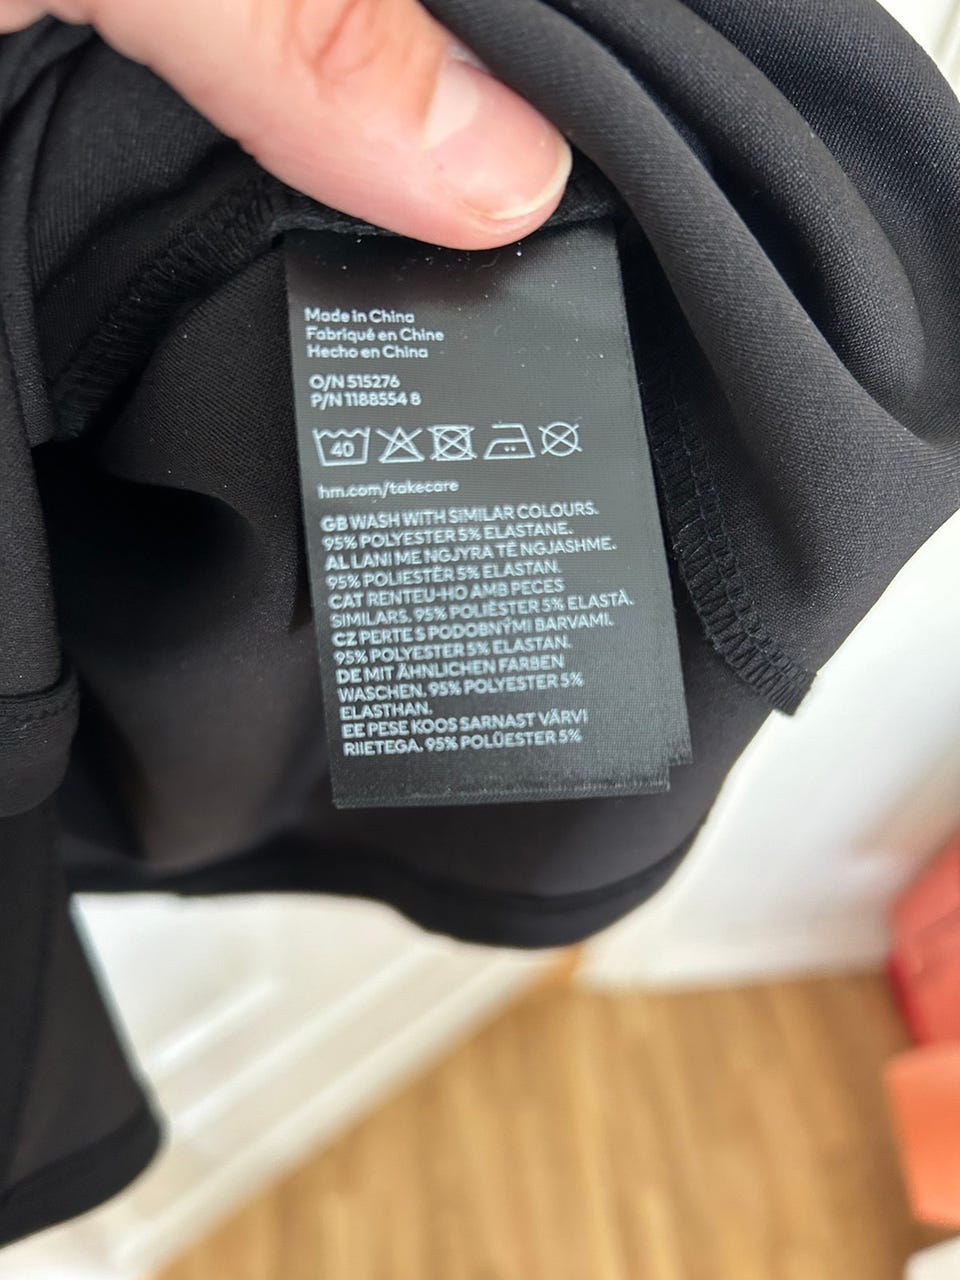 Made in China
Fabriqué en Chine
Hecho en China
O/N 515276
P/N 1188554 8
40
hm.com/takecare
GB WASH WITH SIMILAR COLOURS.
95% POLYESTER 5% ELASTANE.
AL LANI ME NGJYRA TË NGJASHME.
95% POLIESTËR 5% ELASTAN.
CAT RENTEU-HO AMB PECES
SIMILARS. 95% POLIÈSTER 5% ELASTÀ.
CZ PERTE S PODOBNÝMI BARVAMI.
95% POLYESTER 5% ELASTAN.
DE MIT ÄHNLICHEN FARBEN
WASCHEN. 95% POLYESTER 5%
ELASTHAN.
EE PESE KOOS SARNAST VÄRVI
RIIETEGA. 95% POLÜESTER 5%